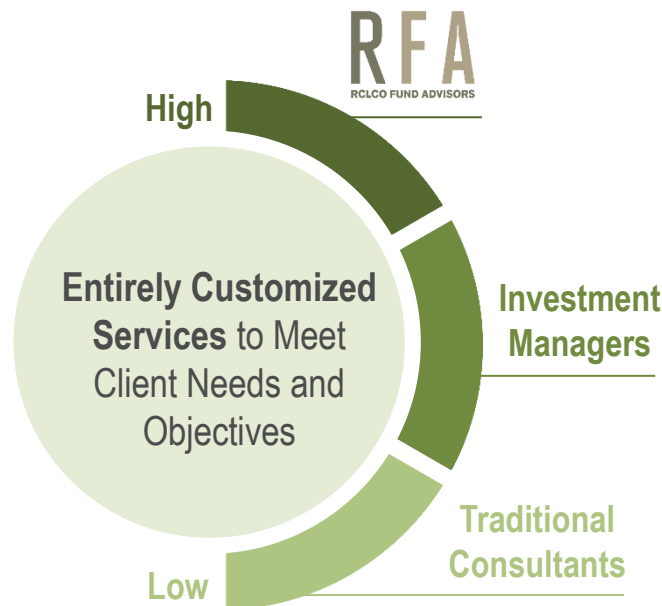 RFA
RCLCO FUND ADVISORS
High
Entirely Customized
Services to Meet
Client Needs and
Objectives
Investment
Managers
Traditional
Consultants
Low